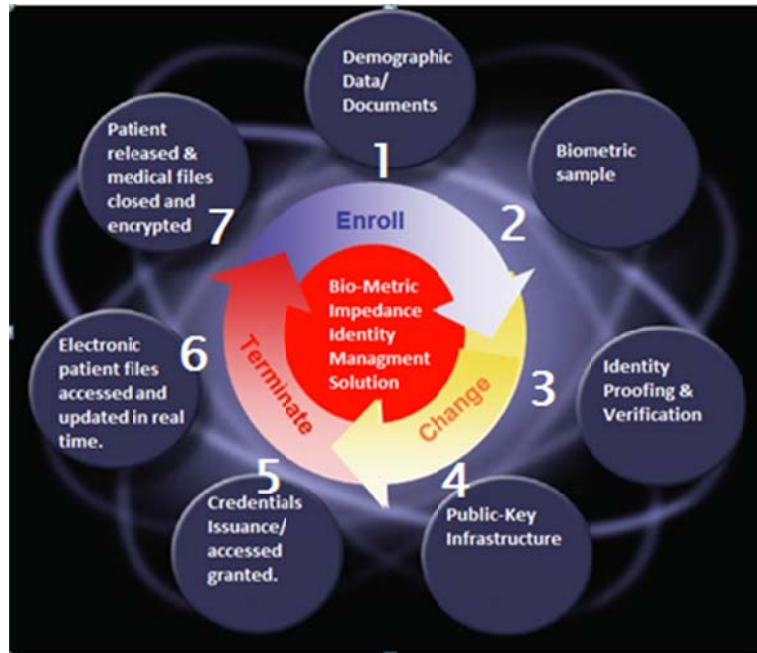 1
Demographic
Data/
Documents
2
Biometric
sample
3
Identity
Proofing &
Verification
4
Public-Key
Infrastructure
5
Credentials
Issuance/
accessed
granted.
6
Electronic
patient files
accessed and
updated in real
time.
7
Patient
released &
medical files
closed and
encrypted
Enroll
Change
Terminate
Bio-Metric
Impedance
Identity
Managment
Solution